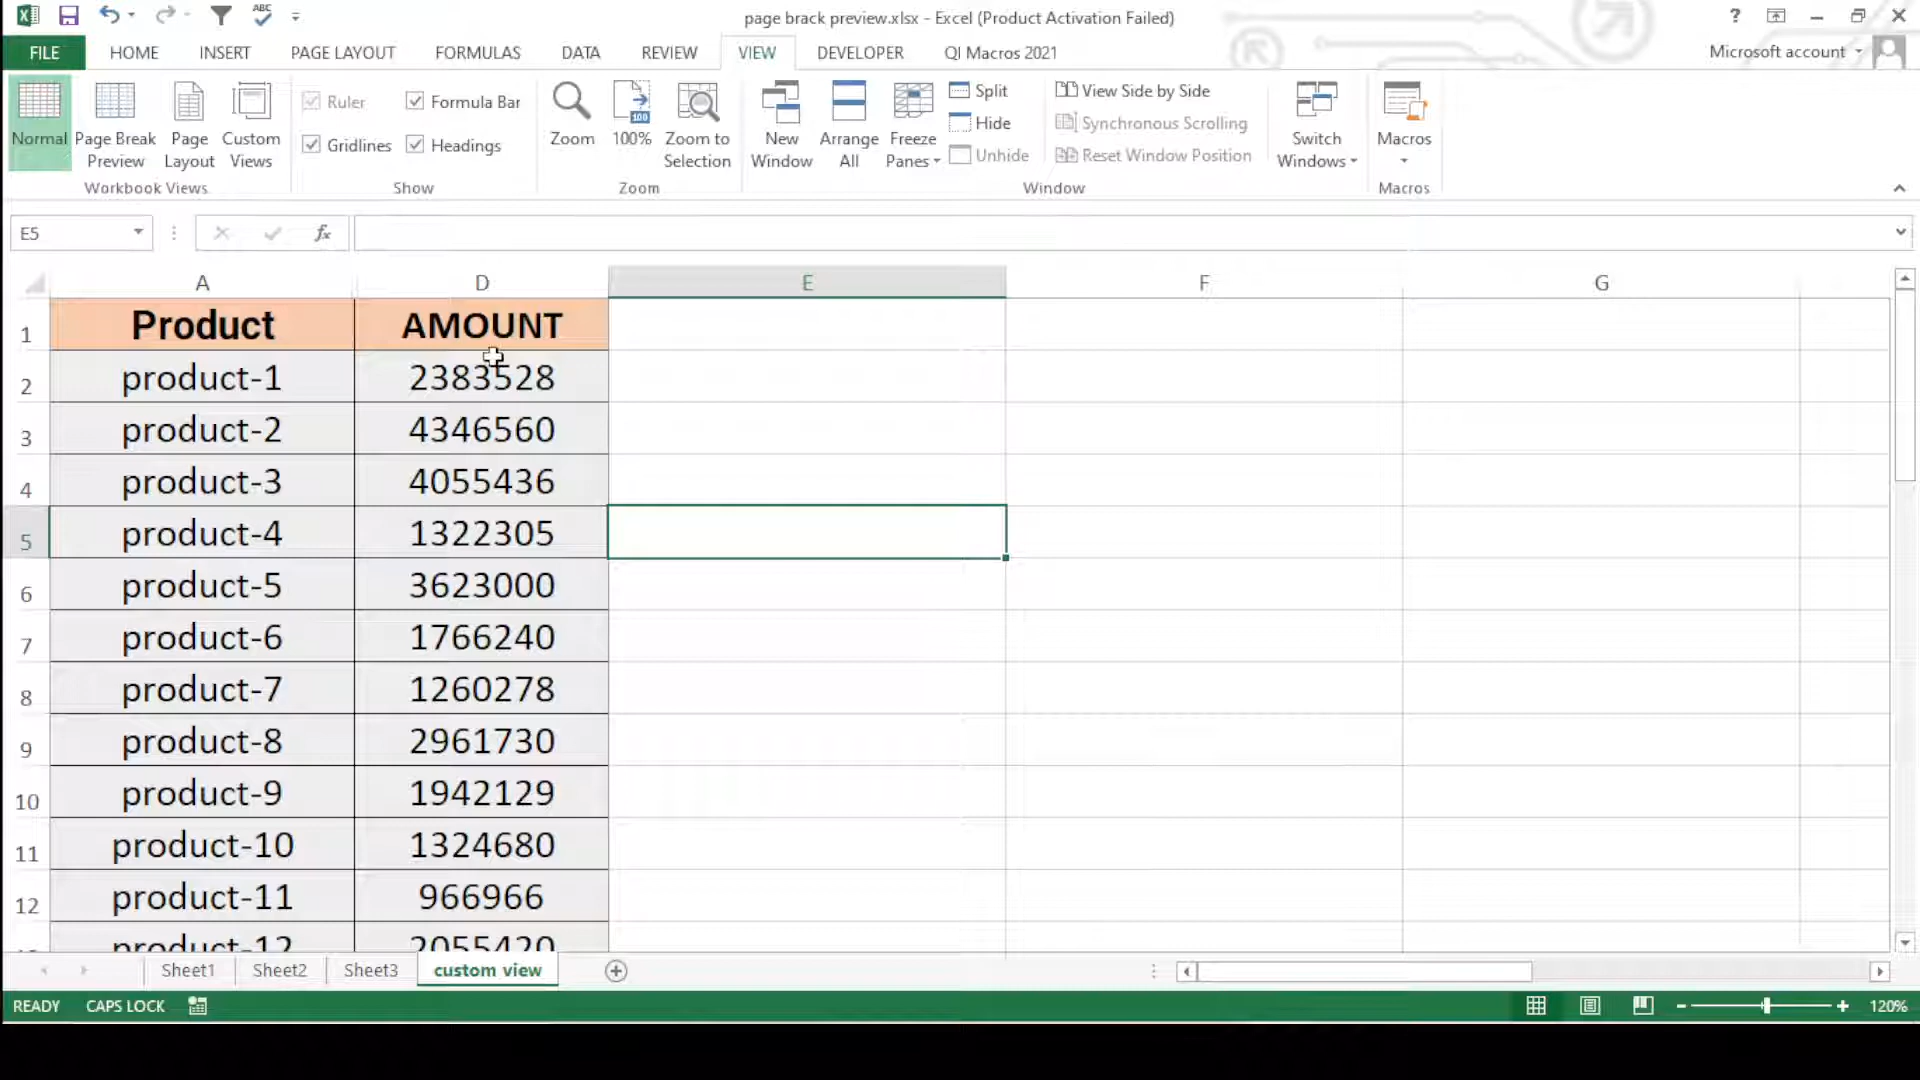 page brack preview.xlsx - Excel (Product Activation Failed)
FILE HOME INSERT PAGE LAYOUT FORMULAS DATA REVIEW VIEW DEVELOPER QI Macros 2021 Microsoft account
Normal Page Break Preview Page Layout Custom Views
Workbook Views
Ruler Formula Bar
Gridlines Headings
Show
Zoom 100% Zoom to Selection
Zoom
New Window Arrange All Freeze Panes
Split
Hide
Unhide
View Side by Side
Synchronous Scrolling
Reset Window Position
Switch Windows
Window
Macros
Macros
E5 fx
A D E F G
1 Product AMOUNT
2 product-1 2383528
3 product-2 4346560
4 product-3 4055436
5 product-4 1322305
6 product-5 3623000
7 product-6 1766240
8 product-7 1260278
9 product-8 2961730
10 product-9 1942129
11 product-10 1324680
12 product-11 966966
product-12 2055420
Sheet1 Sheet2 Sheet3 custom view
READY CAPS LOCK 120%